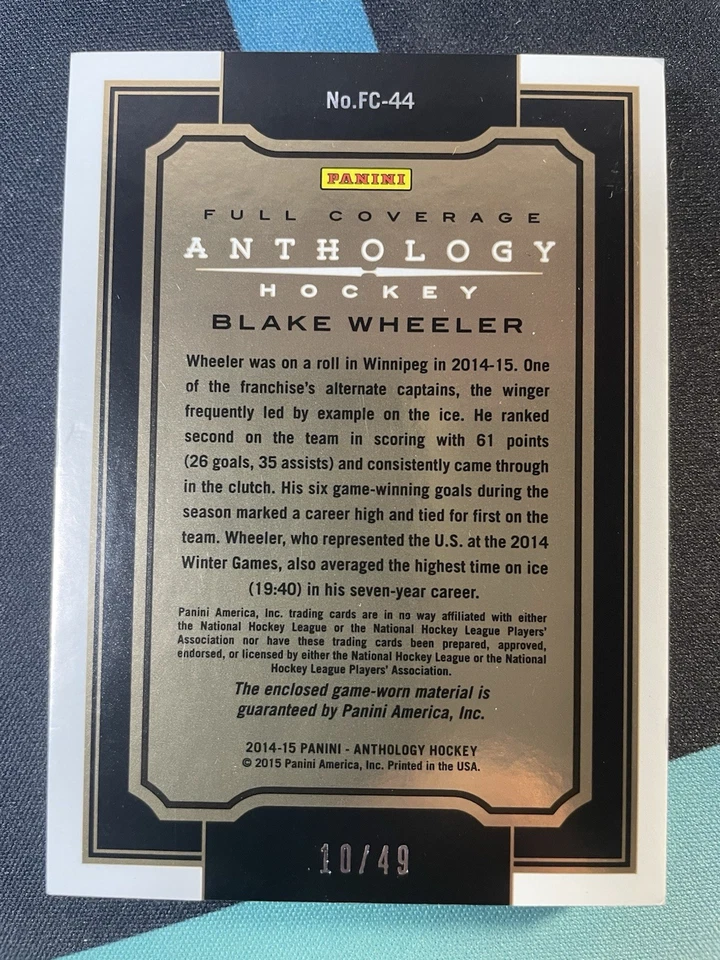 No.FC-44
PANINI
FULL COVERAGE
ANTHOLOGY
HOCKEY
BLAKE WHEELER
Wheeler was on a roll in Winnipeg in 2014-15. One
of the franchise's alternate captains, the winger
frequently led by example on the ice. He ranked
second on the team in scoring with 61 points
(26 goals, 35 assists) and consistently came through
in the clutch. His six game-winning goals during the
season marked a career high and tied for first on the
team. Wheeler, who represented the U.S. at the 2014
Winter Games, also averaged the highest time on ice
(19:40) in his seven-year career.
Panini America, Inc. trading cards are in no way affiliated with either
the National Hockey League or the National Hockey League Players'
Association nor have these trading cards been prepared, approved,
endorsed, or licensed by either the National Hockey League or the National
Hockey League Players' Association.
The enclosed game-worn material is
guaranteed by Panini America, Inc.
2014-15 PANINI - ANTHOLOGY HOCKEY
© 2015 Panini America, Inc. Printed in the USA.
10/49